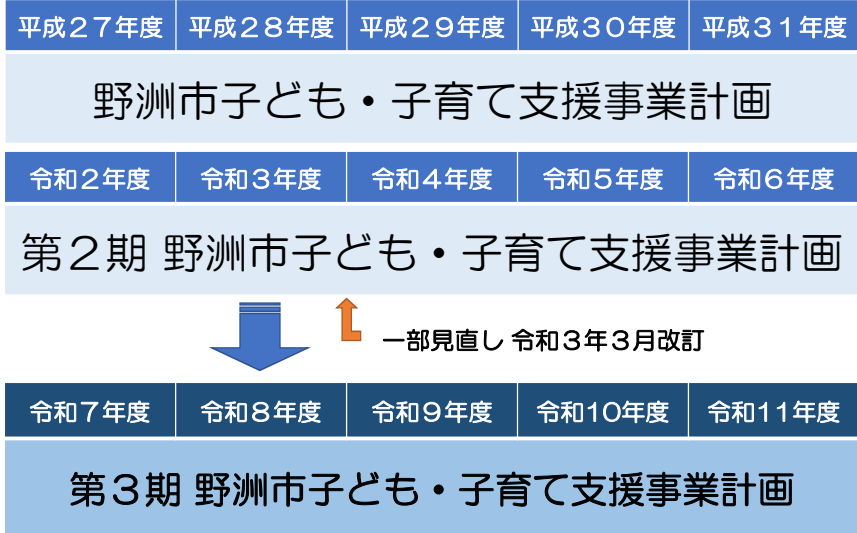 平成27年度 平成28年度 平成29年度 平成30年度 平成31年度
野洲市子ども・子育て支援事業計画
令和2年度 令和3年度 令和4年度 令和5年度 令和6年度
第2期 野洲市子ども・子育て支援事業計画
一部見直し 令和3年3月改訂
令和7年度 令和8年度 令和9年度 令和10年度 令和11年度
第3期 野洲市子ども・子育て支援事業計画